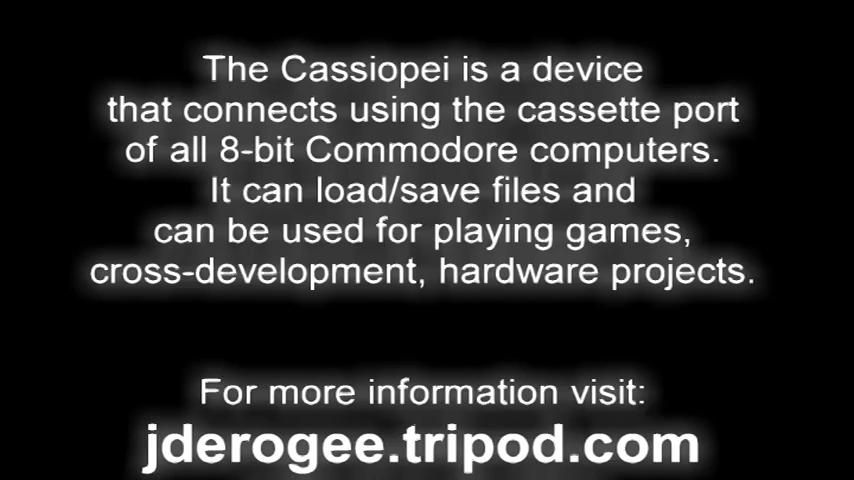 The Cassiopei is a device
that connects using the cassette port
of all 8-bit Commodore computers.
It can load/save files and
can be used for playing games,
cross-development, hardware projects.
For more information visit:
jderogee.tripod.com